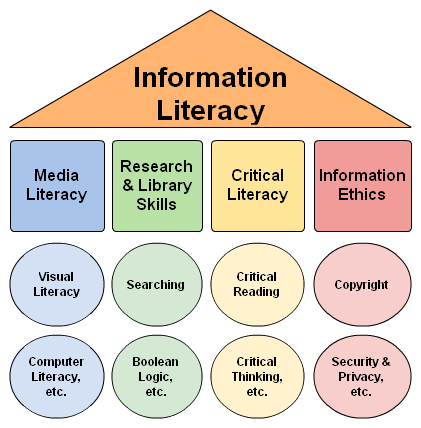 Information
Literacy
Media
Literacy
Research
& Library
Skills
Critical
Literacy
Information
Ethics
Visual
Literacy
Searching
Critical
Reading
Copyright
Computer
Literacy,
etc.
Boolean
Logic,
etc.
Critical
Thinking,
etc.
Security &
Privacy,
etc.